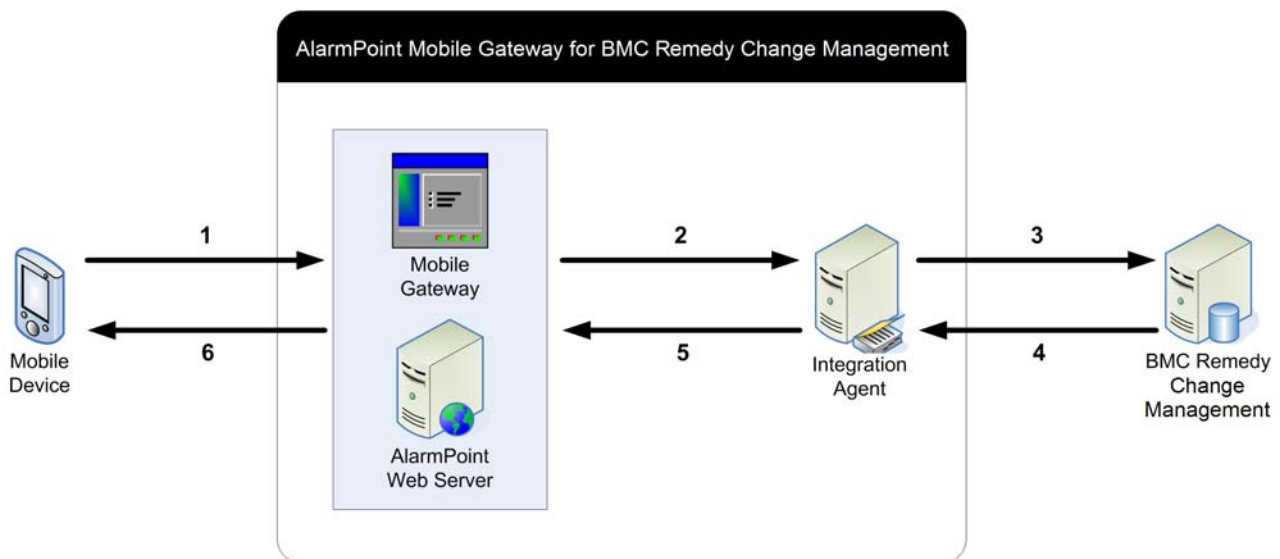 AlarmPoint Mobile Gateway for BMC Remedy Change Management
1
2
3
Mobile
Gateway
Mobile
Device
6
5
4
Integration
Agent
BMC Remedy
Change
Management
AlarmPoint
Web Server